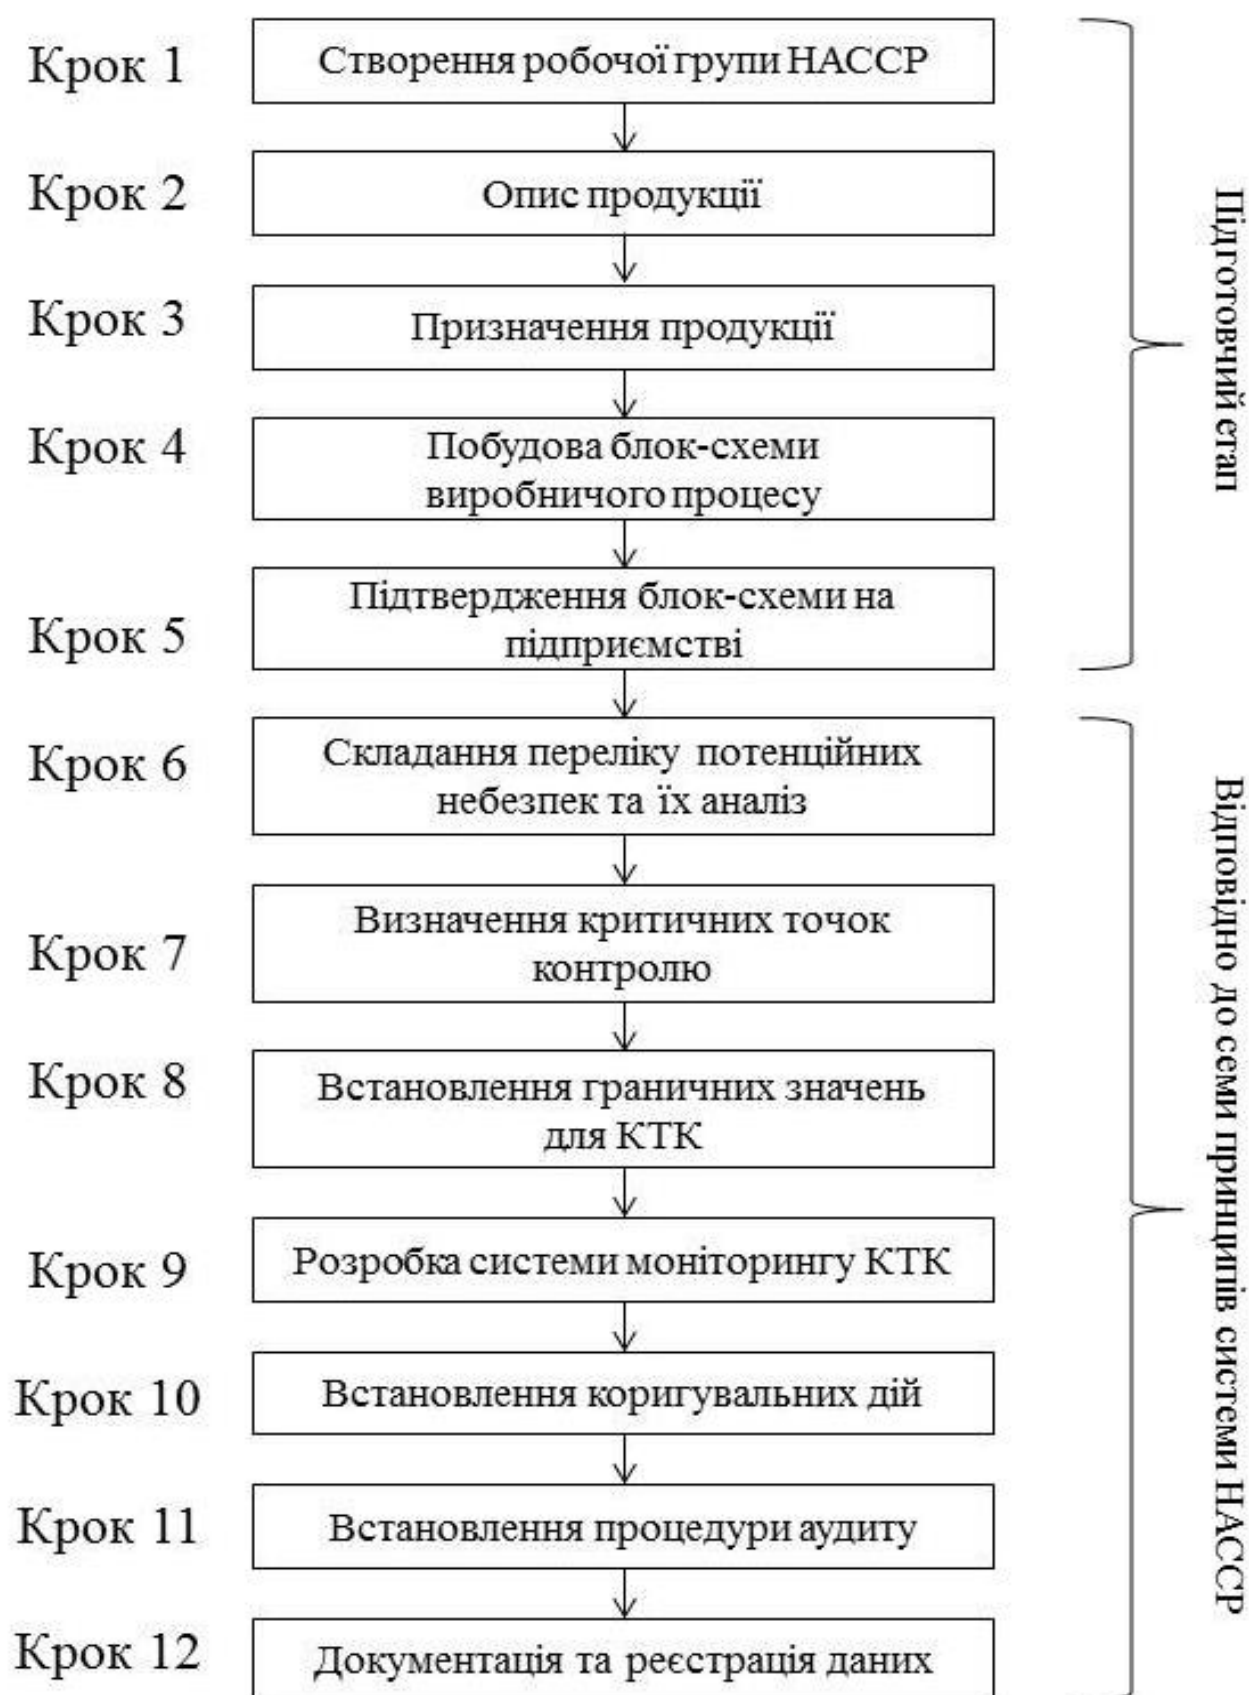 Крок 1
Створення робочої групи НАССР
Крок 2
Опис продукції
Крок 3
Призначення продукції
Крок 4
Побудова блок-схеми
виробничого процесу
Крок 5
Підтвердження блок-схеми на
підприємстві
Підготовчий етап
Крок 6
Складання переліку потенційних
небезпек та їх аналіз
Крок 7
Визначення критичних точок
контролю
Крок 8
Встановлення граничних значень
для КТК
Крок 9
Розробка системи моніторингу КТК
Крок 10
Встановлення коригувальних дій
Крок 11
Встановлення процедури аудиту
Крок 12
Документація та реєстрація даних
Відповідно до семи принципів системи НАССР